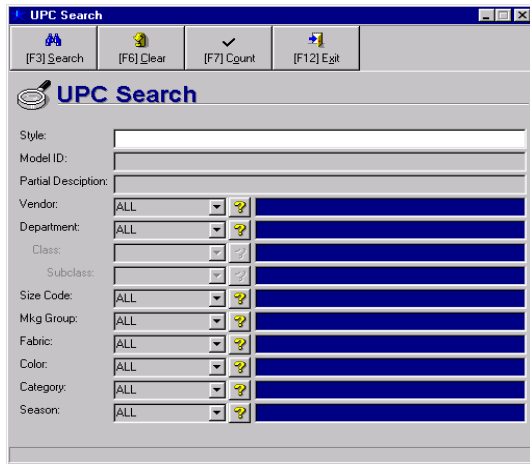 UPC Search
[F3] Search [F6] Clear [F7] Count [F12] Exit
UPC Search
Style:
Model ID:
Partial Desciption:
Vendor: ALL
Department: ALL
Class:
Subclass:
Size Code: ALL
Mkg Group: ALL
Fabric: ALL
Color: ALL
Category: ALL
Season: ALL